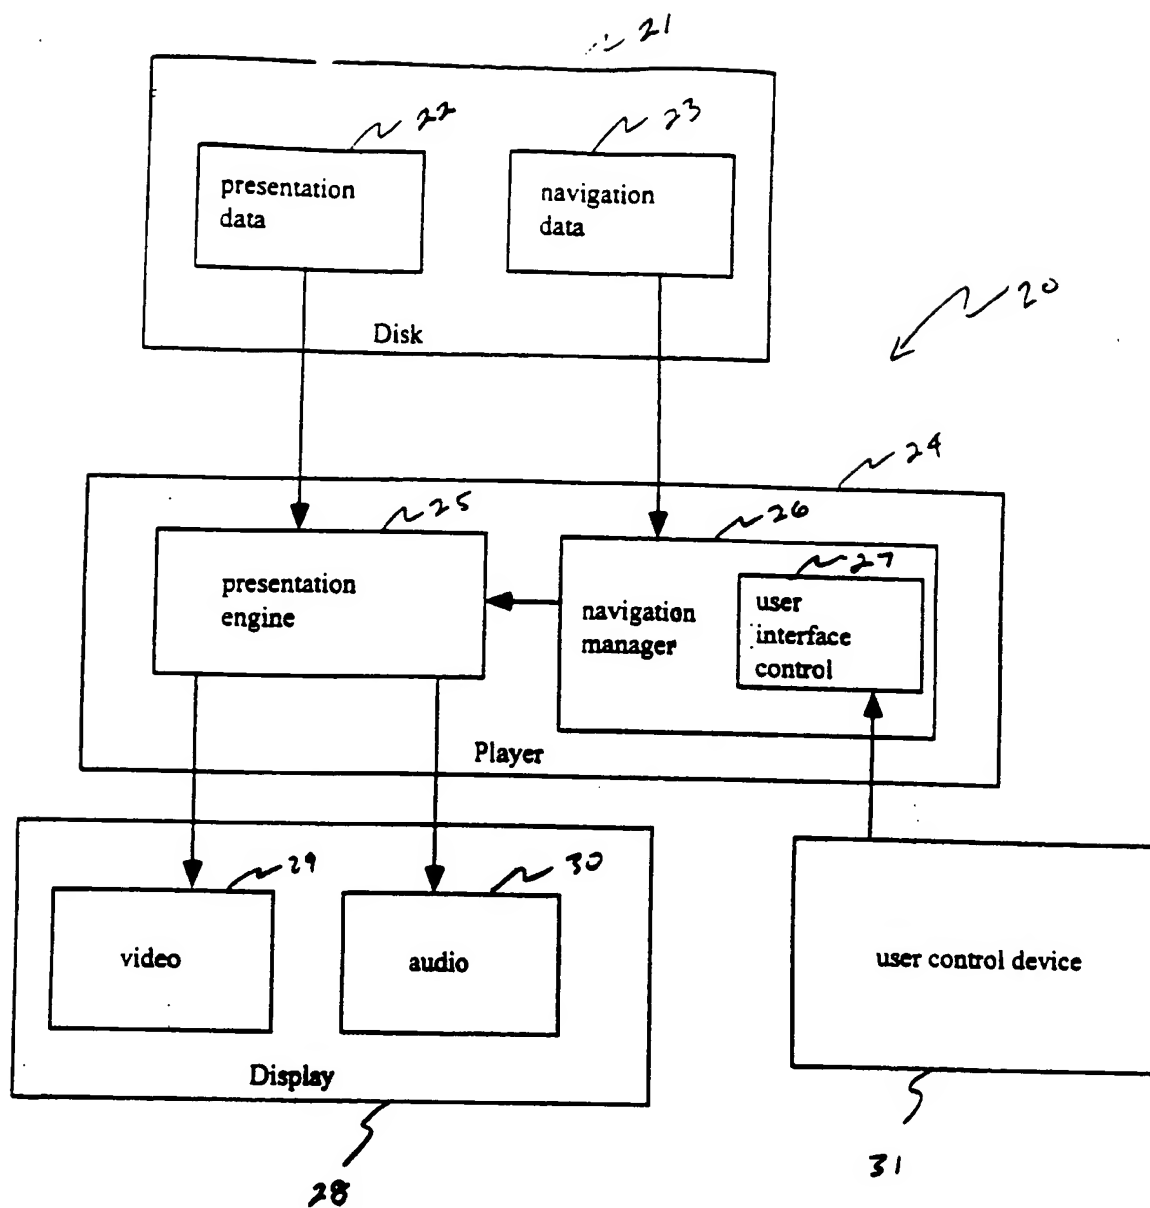 21
22
23
presentation
data
navigation
data
Disk
20
24
25
26
27
presentation
engine
navigation
manager
user
interface
control
Player
29
30
video
audio
user control device
Display
28
31